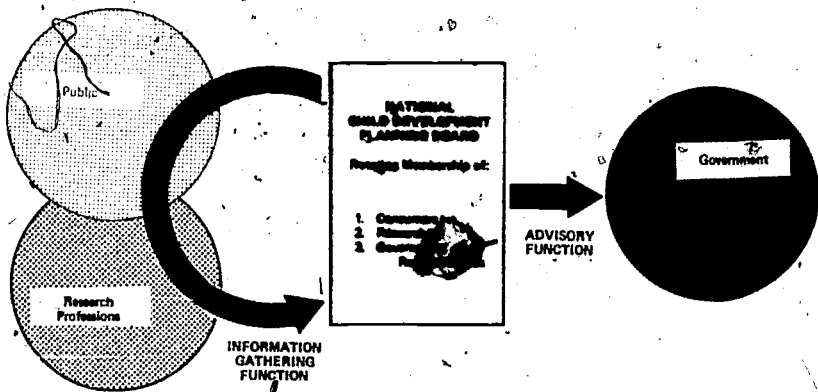 Public
Research
Professions
INFORMATION
GATHERING
FUNCTION
NATIONAL
CHILD DEVELOPMENT
PLANNING BOARD
Rotating Membership of:
1.
2.
3.
ADVISORY
FUNCTION
Government